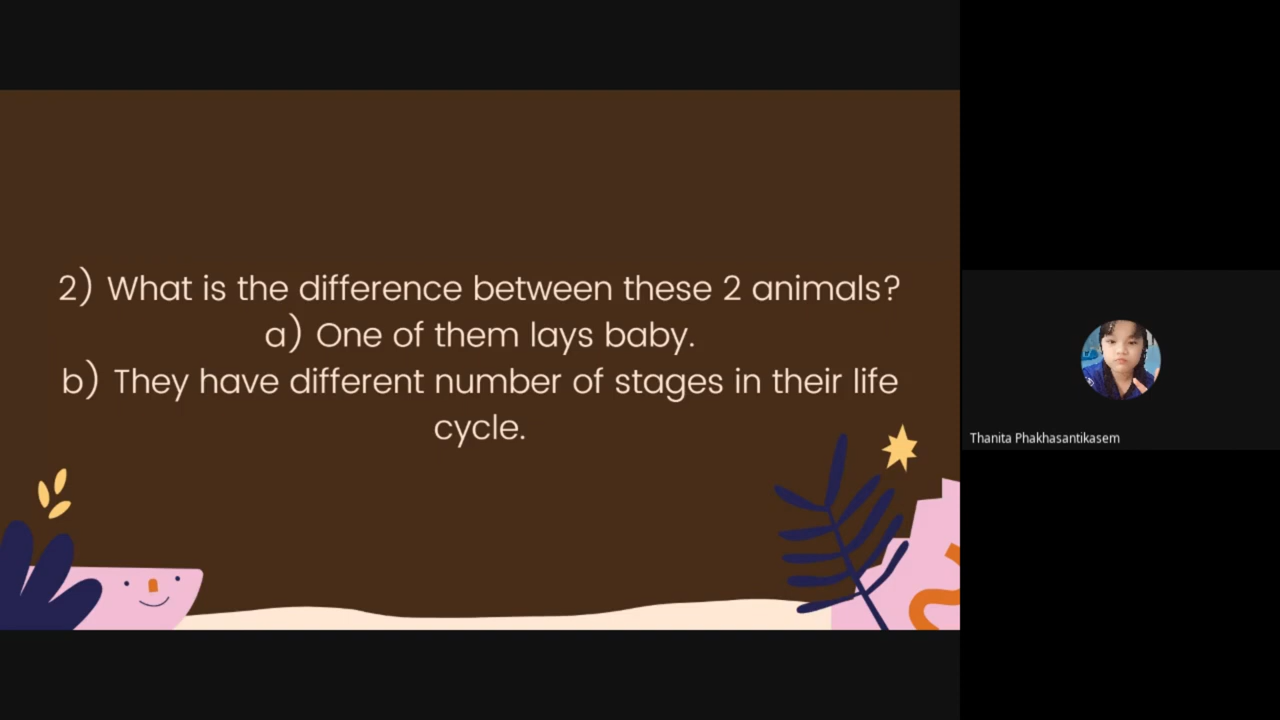 2) What is the difference between these 2 animals?
a) One of them lays baby.
b) They have different number of stages in their life
cycle.
Thanita Phakhasantikasem